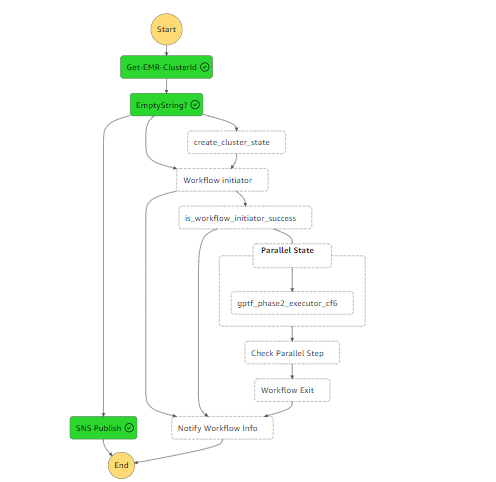 Start
Get-EMR-ClusterId
EmptyString?
create_cluster_state
Workflow initiator
is_workflow_initiator_success
Parallel State
gptf_phase2_executor_cf6
Check Parallel Step
Workflow Exit
SNS Publish
Notify Workflow Info
End